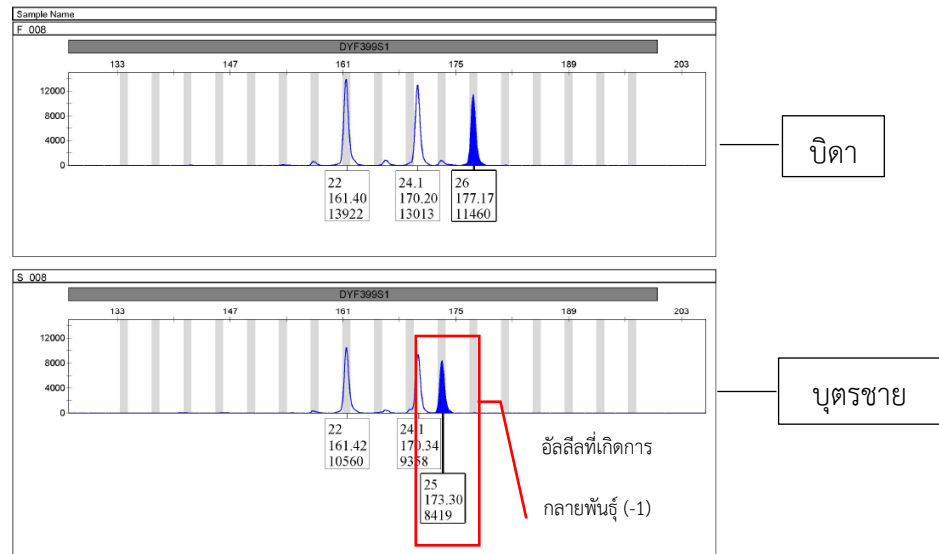 Sample Name
F_008
DYF399S1
133 147 161 175 189 203
12000
8000
4000
0
22 24.1 26
161.40 170.20 177.17
13922 13013 11460
บิดา
S_008
DYF399S1
133 147 161 175 189 203
12000
8000
4000
0
22 24.1
161.42 170.34
10560 9358
25
173.30
8419
บุตรชาย
อัลลีลที่เกิดการ
กลายพันธุ์ (-1)